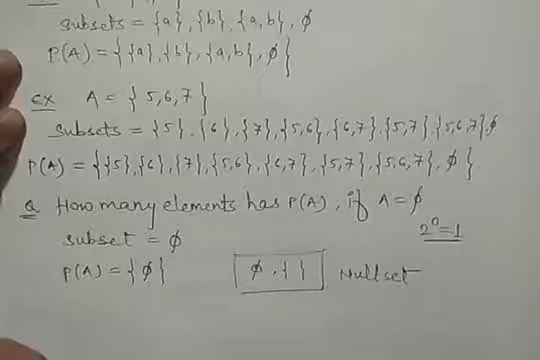 subsets = {a}, {b}, {a,b}, ϕ
P(A) = { {a}, {b}, {a,b}, ϕ }
Ex A = { 5,6,7 }
subsets = {5}, {6}, {7}, {5,6}, {6,7}, {5,7}, {5,6,7}, ϕ
P(A) = { {5}, {6}, {7}, {5,6}, {6,7}, {5,7}, {5,6,7}, ϕ }
Q How many elements has P(A), if A = ϕ
2⁰=1
subset = ϕ
P(A) = { ϕ } ϕ, { } Nullset